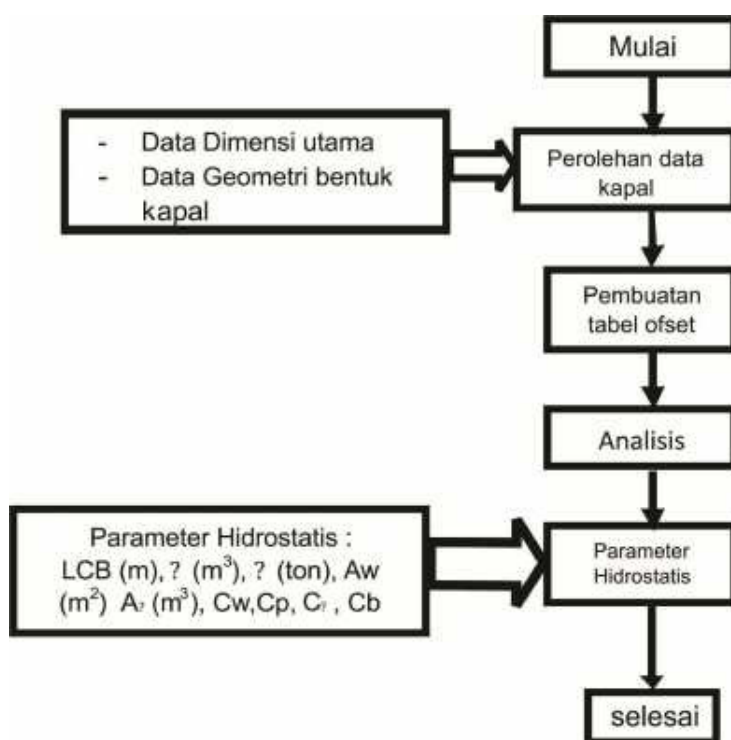 Mulai
- Data Dimensi utama
- Data Geometri bentuk
kapal
Perolehan data
kapal
Pembuatan
tabel ofset
Analisis
Parameter Hidrostatis :
LCB (m), ? (m³), ? (ton), Aw
(m²) A? (m³), Cw,Cp, C? , Cb
Parameter
Hidrostatis
selesai